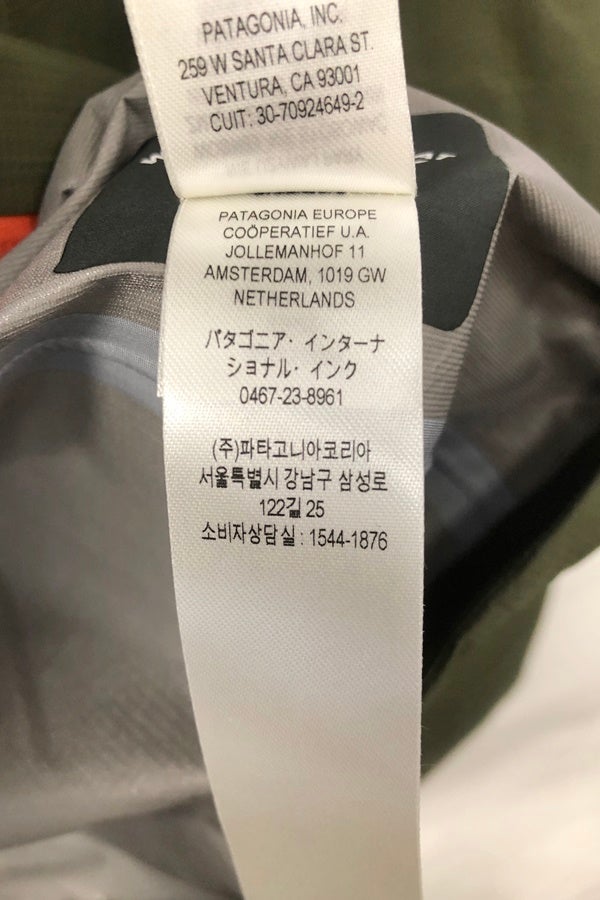 PATAGONIA, INC.
259 W SANTA CLARA ST.
VENTURA, CA 93001
CUIT: 30-70924649-2
PATAGONIA EUROPE
COÖPERATIEF U.A.
JOLLEMANHOF 11
AMSTERDAM, 1019 GW
NETHERLANDS
パタゴニア・インターナ
ショナル・インク
0467-23-8961
(주)파타고니아코리아
서울특별시 강남구 삼성로
122길 25
소비자상담실 : 1544-1876